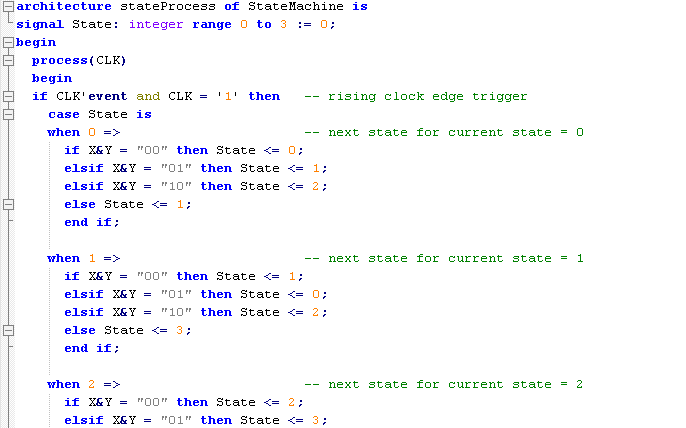 architecture stateProcess of StateMachine is
signal State: integer range 0 to 3 := 0;
begin
process(CLK)
begin
if CLK'event and CLK = '1' then -- rising clock edge trigger
case State is
when 0 => -- next state for current state = 0
if X&Y = "00" then State <= 0;
elsif X&Y = "01" then State <= 1;
elsif X&Y = "10" then State <= 2;
else State <= 1;
end if;
when 1 => -- next state for current state = 1
if X&Y = "00" then State <= 1;
elsif X&Y = "01" then State <= 0;
elsif X&Y = "10" then State <= 2;
else State <= 3;
end if;
when 2 => -- next state for current state = 2
if X&Y = "00" then State <= 2;
elsif X&Y = "01" then State <= 3;